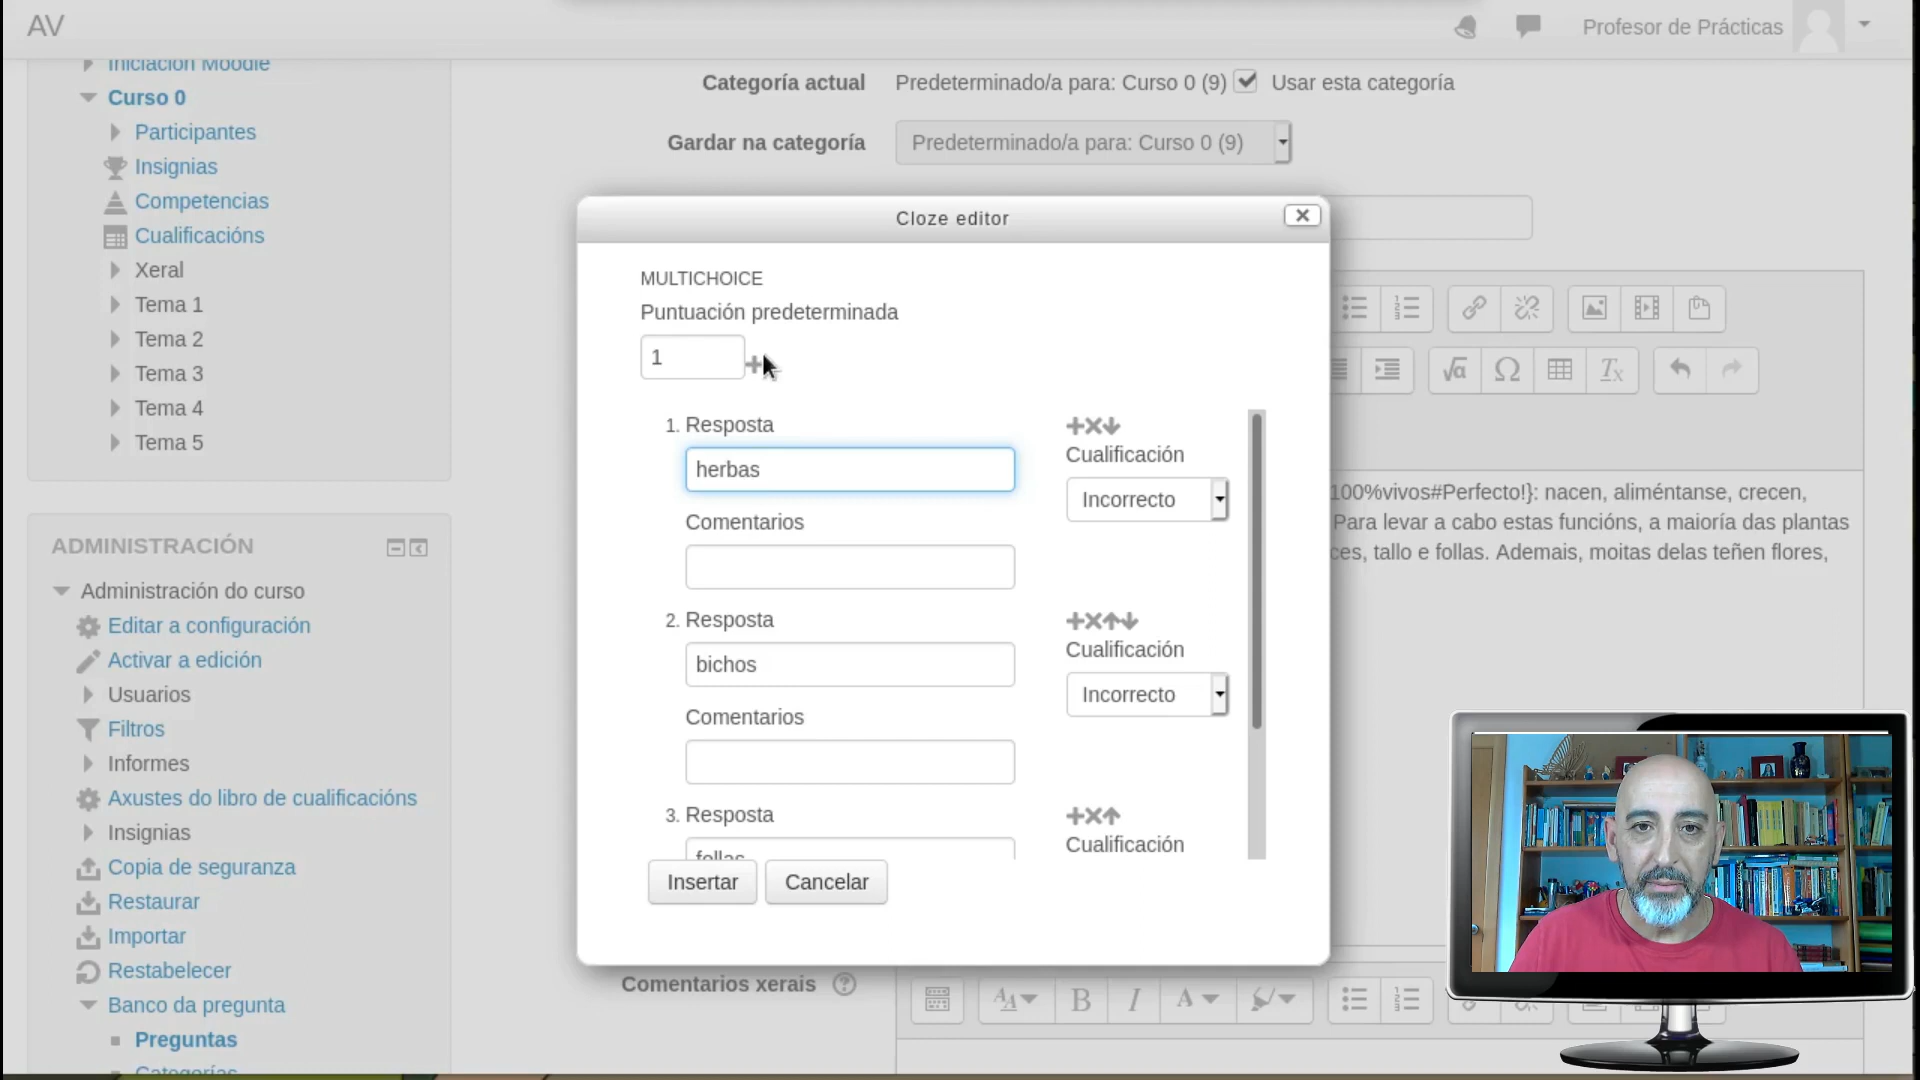 AV
Profesor de Prácticas
Iniciación Moodle
Curso 0
Participantes
Insignias
Competencias
Cualificacións
Xeral
Tema 1
Tema 2
Tema 3
Tema 4
Tema 5
ADMINISTRACIÓN
Administración do curso
Editar a configuración
Activar a edición
Usuarios
Filtros
Informes
Axustes do libro de cualificacións
Insignias
Copia de seguranza
Restaurar
Importar
Restabelecer
Banco da pregunta
Preguntas
Categorías
Categoría actual
Predeterminado/a para: Curso 0 (9)
Usar esta categoría
Gardar na categoría
Predeterminado/a para: Curso 0 (9)
Cloze editor
MULTICHOICE
Puntuación predeterminada
1
1. Resposta
herbas
Cualificación
Incorrecto
Comentarios
2. Resposta
bichos
Cualificación
Incorrecto
Comentarios
3. Resposta
follas
Cualificación
Insertar
Cancelar
100%vivos#Perfecto!}: nacen, aliméntanse, crecen,
Para levar a cabo estas funcións, a maioría das plantas
ces, tallo e follas. Ademais, moitas delas teñen flores,
Comentarios xerais